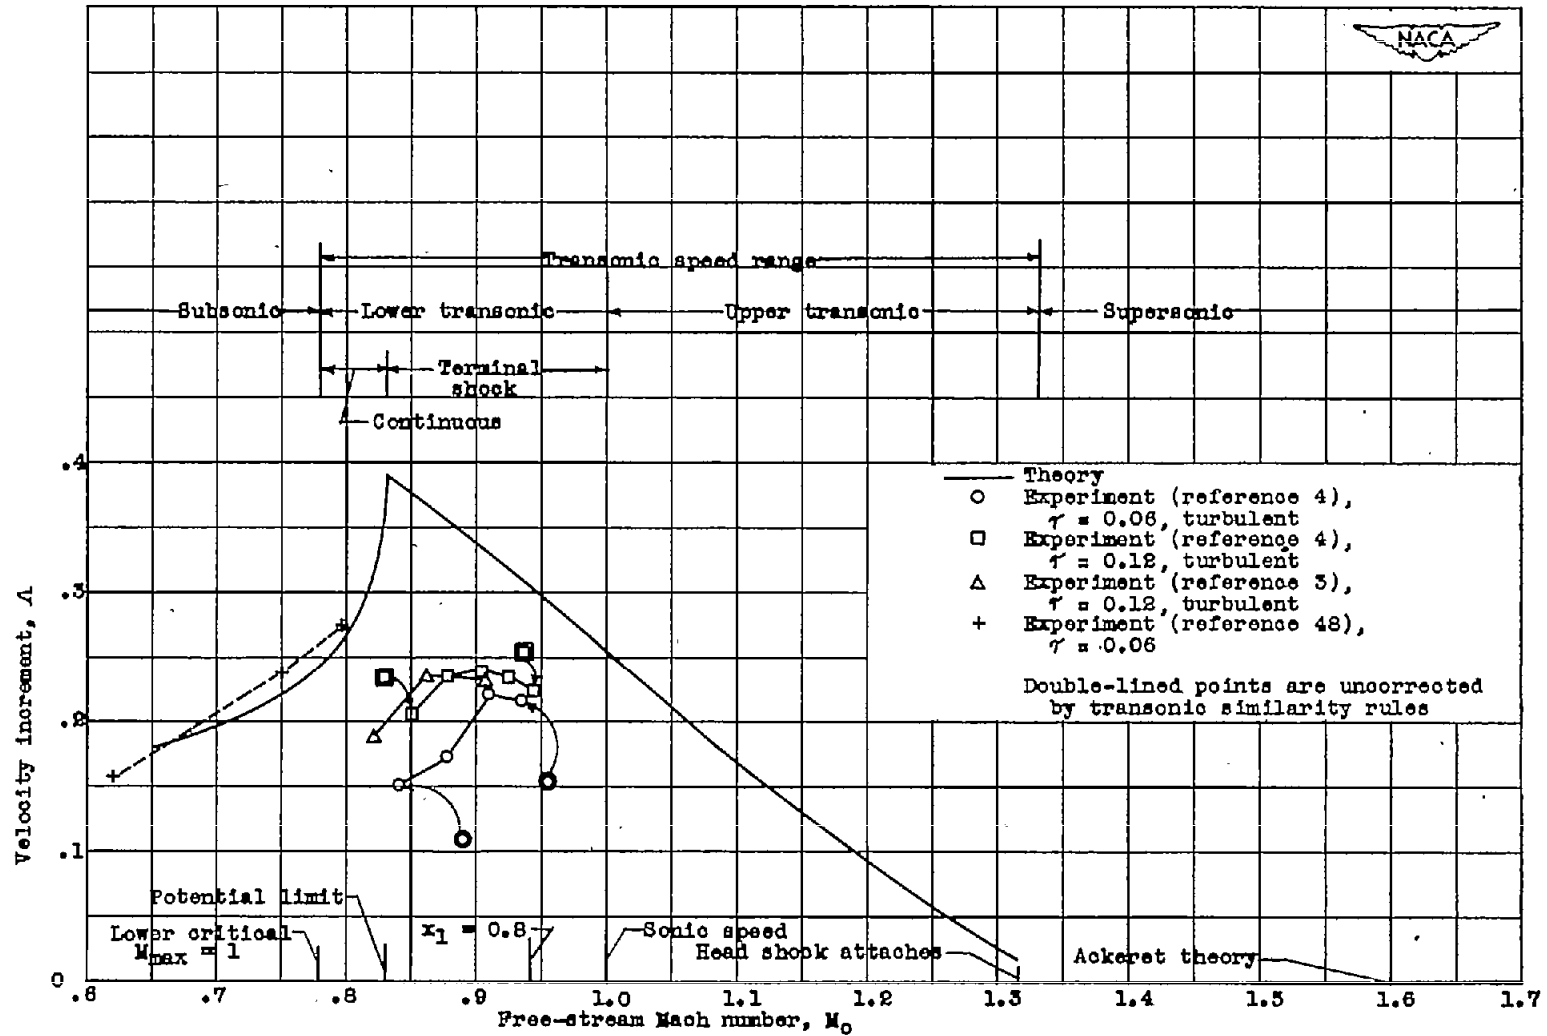 NACA
Transonic speed range
Subsonic
Lower transonic
Upper transonic
Supersonic
Terminal
shock
Continuous
.4
.3
.2
.1
0
Velocity increment, Λ
Theory
Experiment (reference 4),
τ = 0.06, turbulent
Experiment (reference 4),
τ = 0.12, turbulent
Experiment (reference 3),
τ = 0.12, turbulent
Experiment (reference 48),
τ = 0.06
Double-lined points are uncorrected
by transonic similarity rules
Potential limit
Lower critical
Mmax = 1
x1 = 0.8
Sonic speed
Head shock attaches
Ackeret theory
.6 .7 .8 .9 1.0 1.1 1.2 1.3 1.4 1.5 1.6 1.7
Free-stream Mach number, Mo